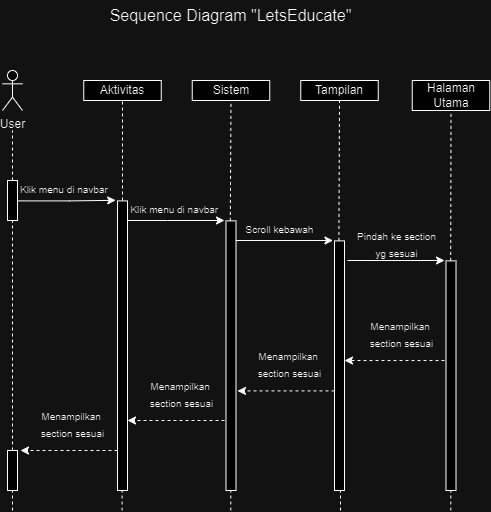 Sequence Diagram "LetsEducate"
User
Aktivitas
Sistem
Tampilan
Halaman
Utama
Klik menu di navbar
Klik menu di navbar
Scroll kebawah
Pindah ke section
yg sesuai
Menampilkan
section sesuai
Menampilkan
section sesuai
Menampilkan
section sesuai
Menampilkan
section sesuai